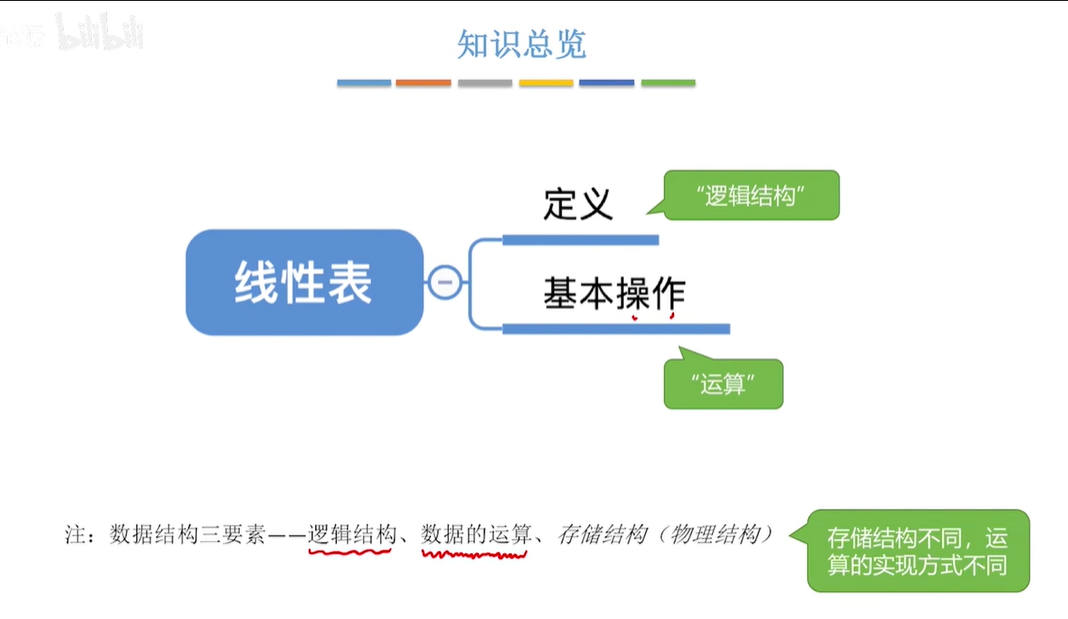 bilibili
知识总览
定义
“逻辑结构”
线性表
基本操作
“运算”
注：数据结构三要素——逻辑结构、数据的运算、存储结构（物理结构）
存储结构不同，运
算的实现方式不同